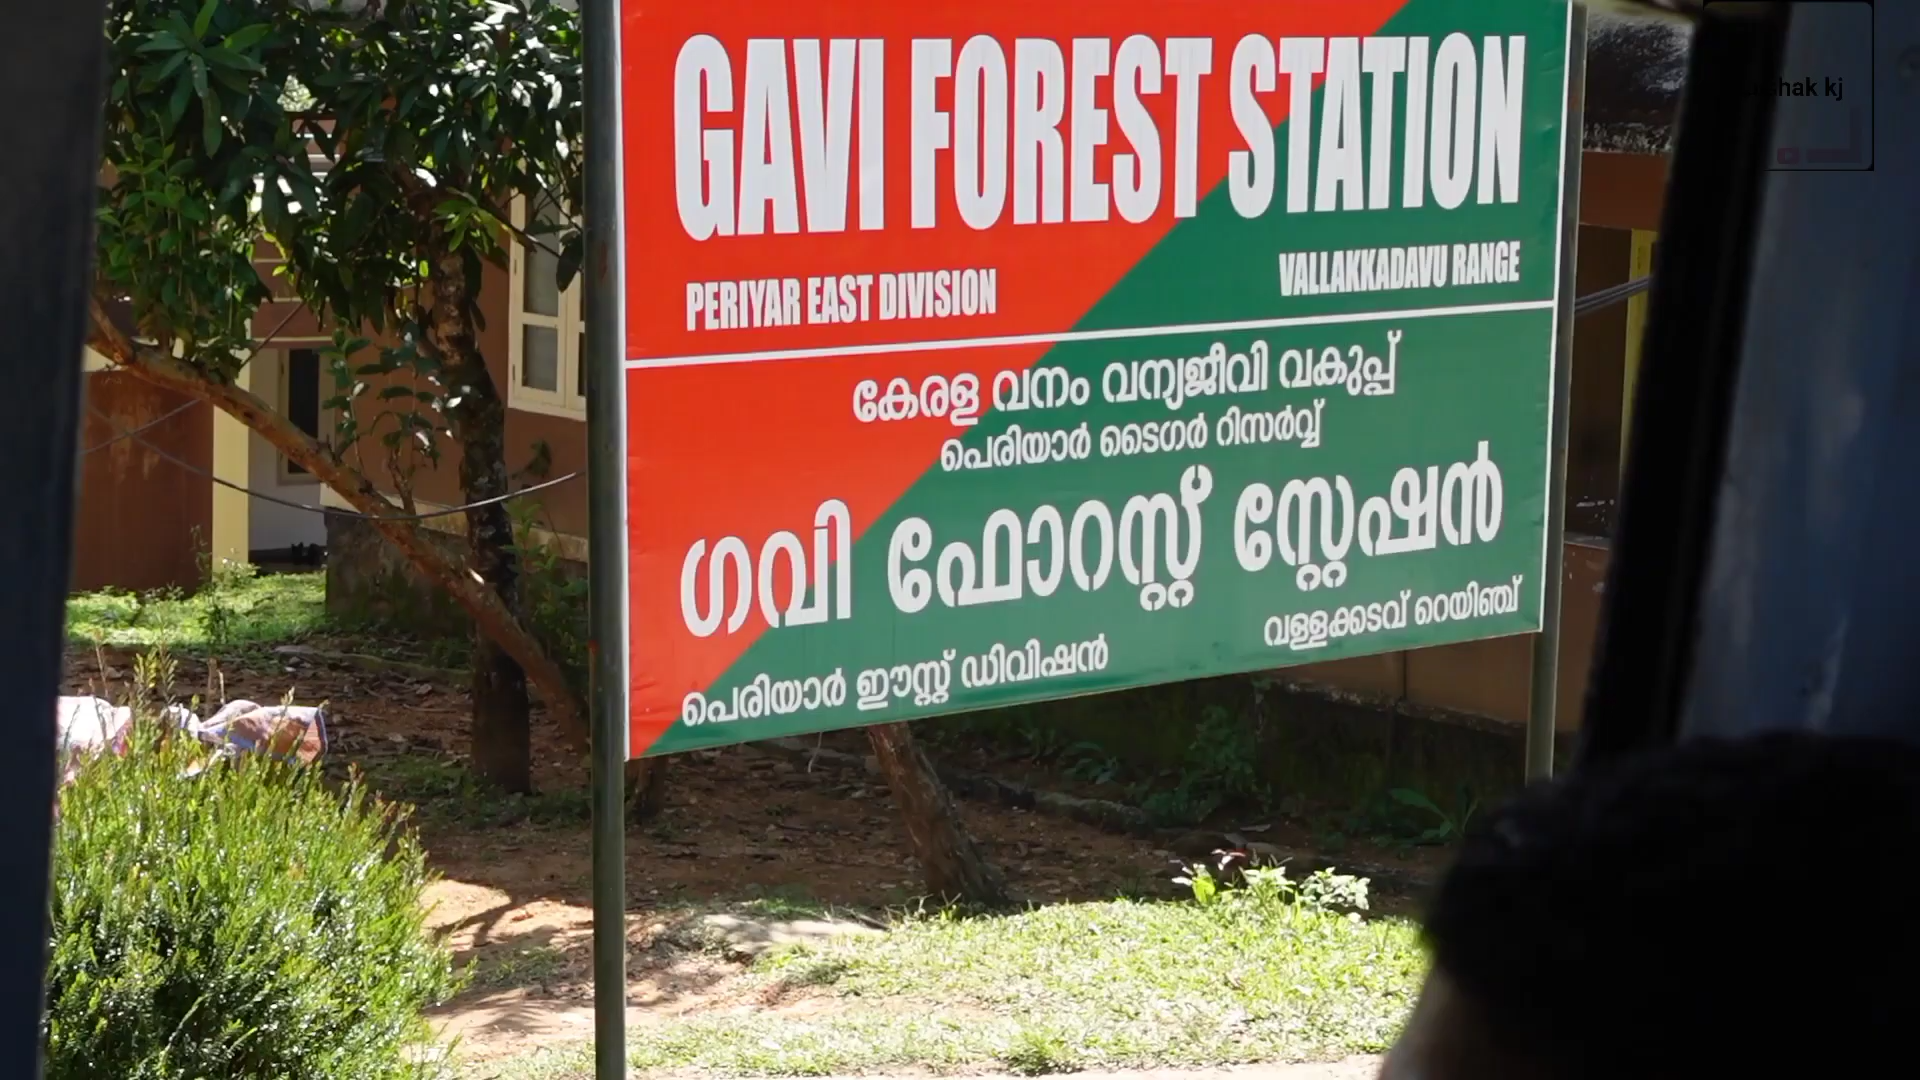 GAVI FOREST STATION
PERIYAR EAST DIVISION
VALLAKKADAVU RANGE
കേരള വനം വന്യജീവി വകുപ്പ്
പെരിയാർ ടൈഗർ റിസർവ്വ്
ഗവി ഫോറസ്റ്റ് സ്റ്റേഷൻ
പെരിയാർ ഈസ്റ്റ് ഡിവിഷൻ
വള്ളക്കടവ് റെയിഞ്ച്
kj